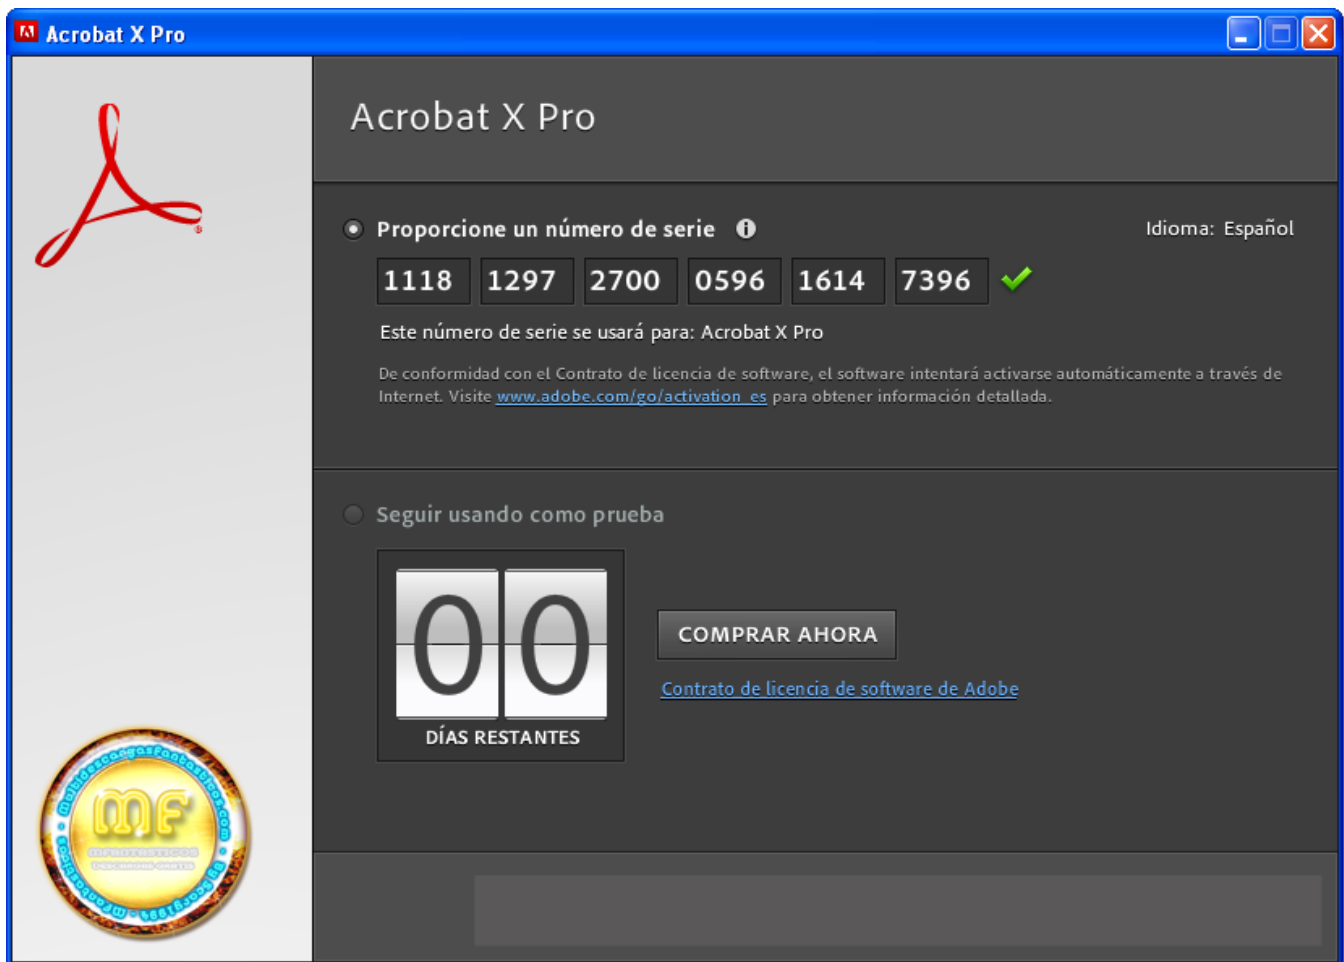 Acrobat X Pro
Acrobat X Pro
Proporcione un número de serie
Idioma: Español
1118 1297 2700 0596 1614 7396
Este número de serie se usará para: Acrobat X Pro
De conformidad con el Contrato de licencia de software, el software intentará activarse automáticamente a través de
Internet. Visite www.adobe.com/go/activation_es para obtener información detallada.
Seguir usando como prueba
00
DÍAS RESTANTES
COMPRAR AHORA
Contrato de licencia de software de Adobe
MF
MFANTASTICOS